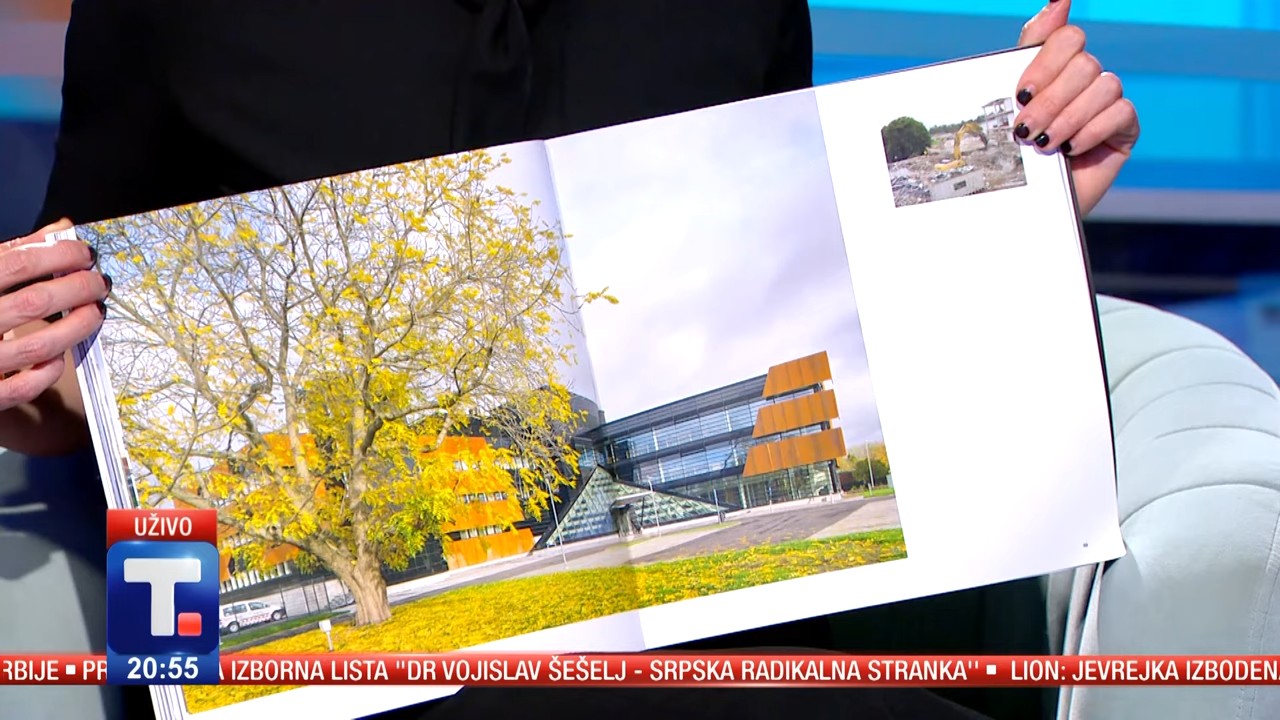 UŽIVO
T.
20:55
RBIJE ▪ PR
A IZBORNA LISTA "DR VOJISLAV ŠEŠELJ - SRPSKA RADIKALNA STRANKA" ▪ LION: JEVREJKA IZBODEN